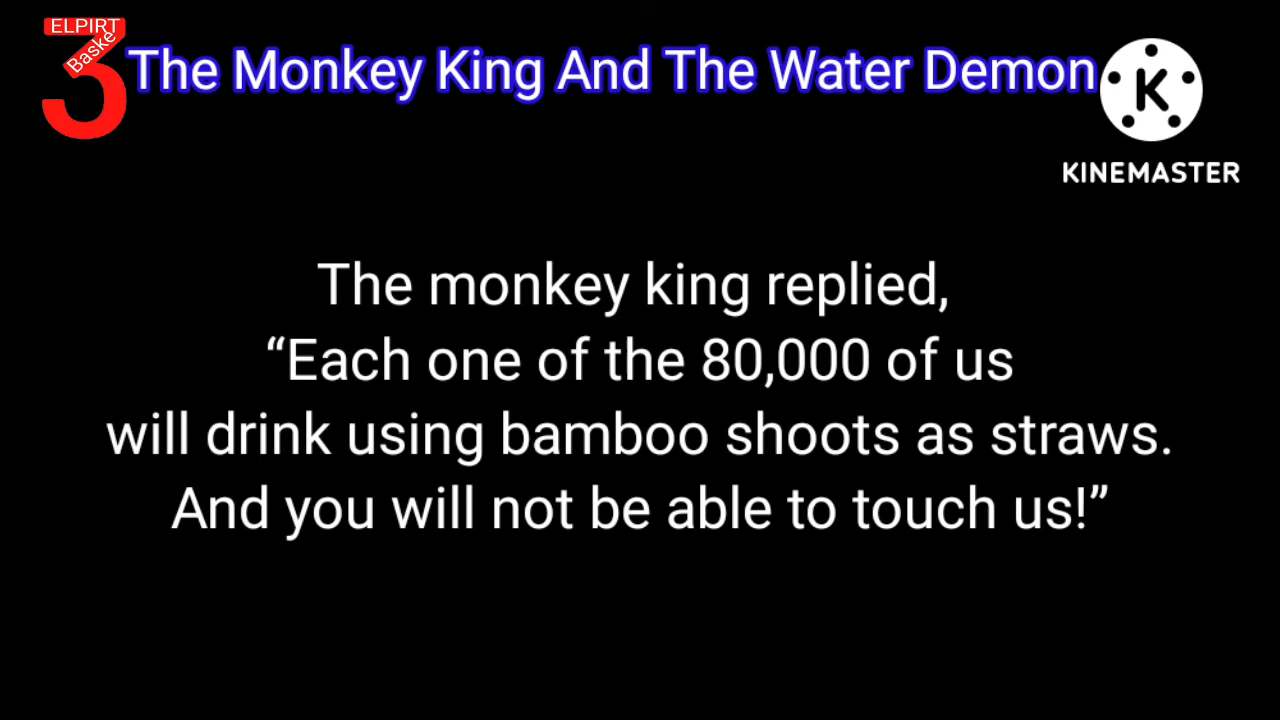 ELPIRT
Baske
The Monkey King And The Water Demon
K
KINEMASTER
The monkey king replied,
“Each one of the 80,000 of us
will drink using bamboo shoots as straws.
And you will not be able to touch us!”
3